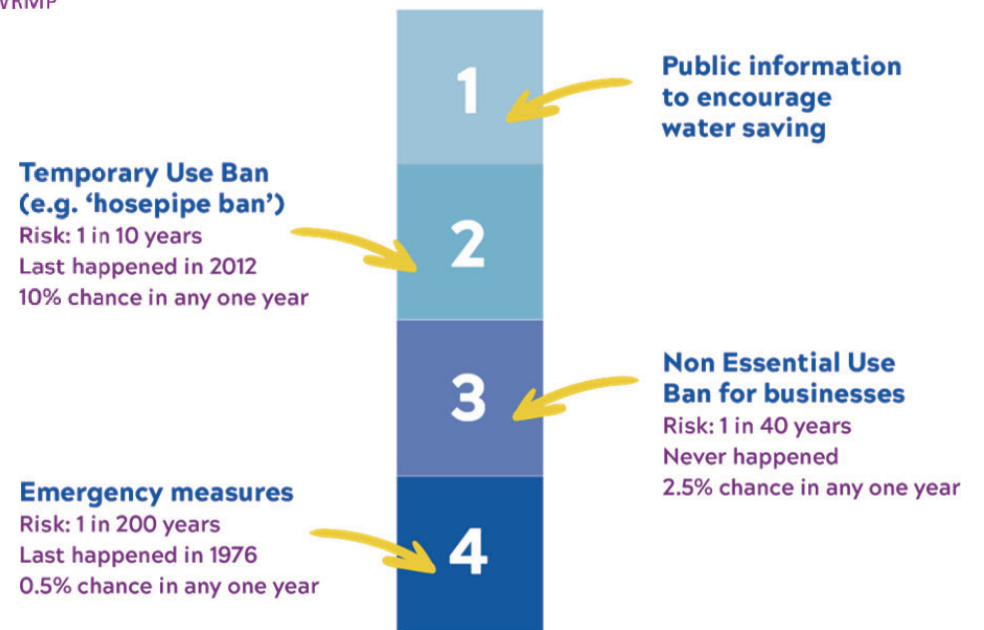 WRMP
1
Public information
to encourage
water saving
Temporary Use Ban
(e.g. ‘hosepipe ban’)
Risk: 1 in 10 years
Last happened in 2012
10% chance in any one year
2
3
Non Essential Use
Ban for businesses
Risk: 1 in 40 years
Never happened
2.5% chance in any one year
Emergency measures
Risk: 1 in 200 years
Last happened in 1976
0.5% chance in any one year
4